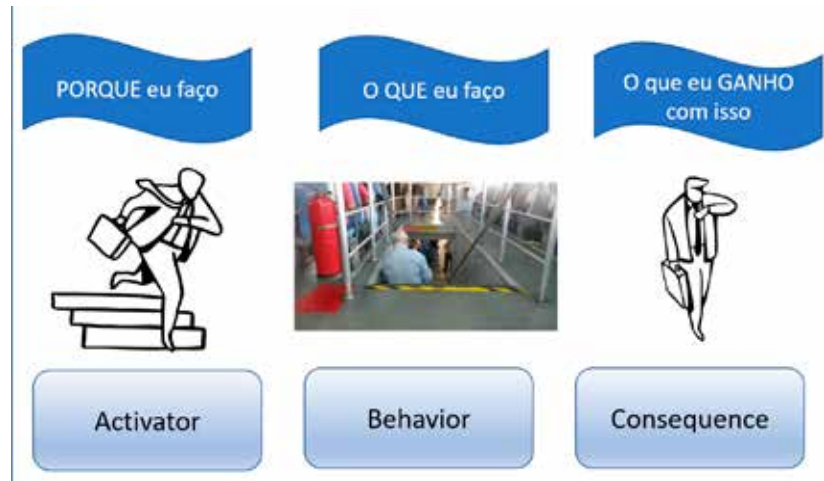 PORQUE eu faço
O QUE eu faço
O que eu GANHO
com isso
Activator
Behavior
Consequence